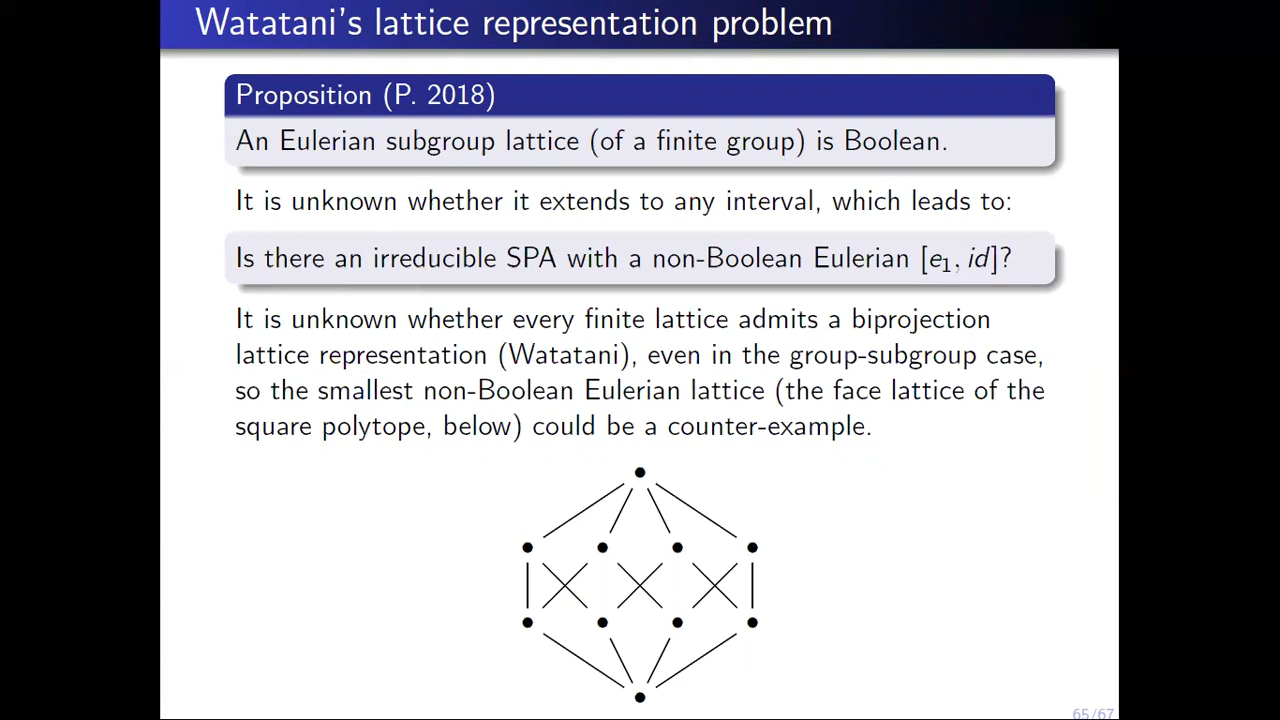 Watatani's lattice representation problem
Proposition (P. 2018)
An Eulerian subgroup lattice (of a finite group) is Boolean.
It is unknown whether it extends to any interval, which leads to:
Is there an irreducible SPA with a non-Boolean Eulerian [e₁, id]?
It is unknown whether every finite lattice admits a biprojection
lattice representation (Watatani), even in the group-subgroup case,
so the smallest non-Boolean Eulerian lattice (the face lattice of the
square polytope, below) could be a counter-example.
65/67